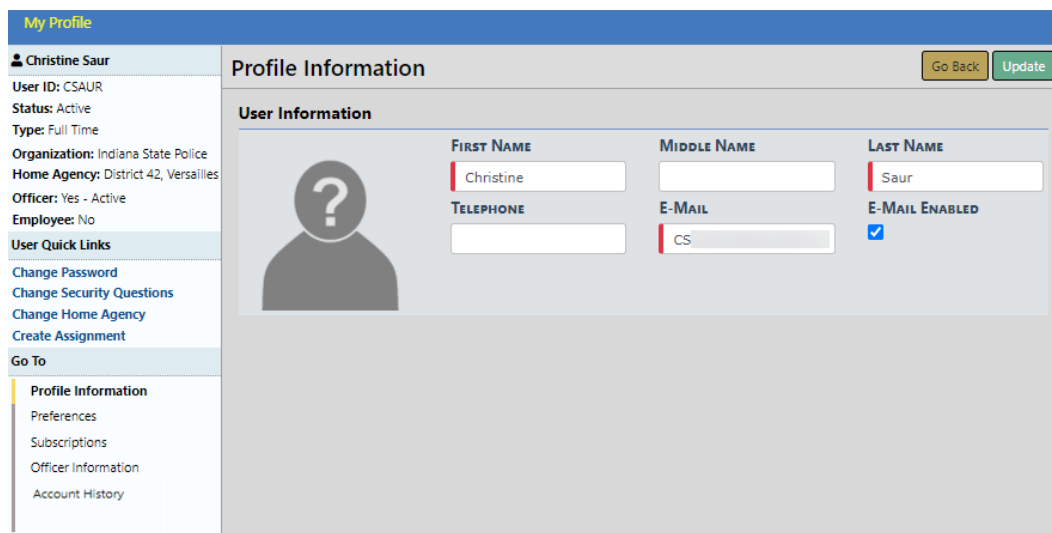 My Profile
Christine Saur
User ID: CSAUR
Status: Active
Type: Full Time
Organization: Indiana State Police
Home Agency: District 42, Versailles
Officer: Yes - Active
Employee: No
User Quick Links
Change Password
Change Security Questions
Change Home Agency
Create Assignment
Go To
Profile Information
Preferences
Subscriptions
Officer Information
Account History
Profile Information
Go Back
Update
User Information
FIRST NAME
MIDDLE NAME
LAST NAME
Christine
Saur
TELEPHONE
E-MAIL
E-MAIL ENABLED
CS